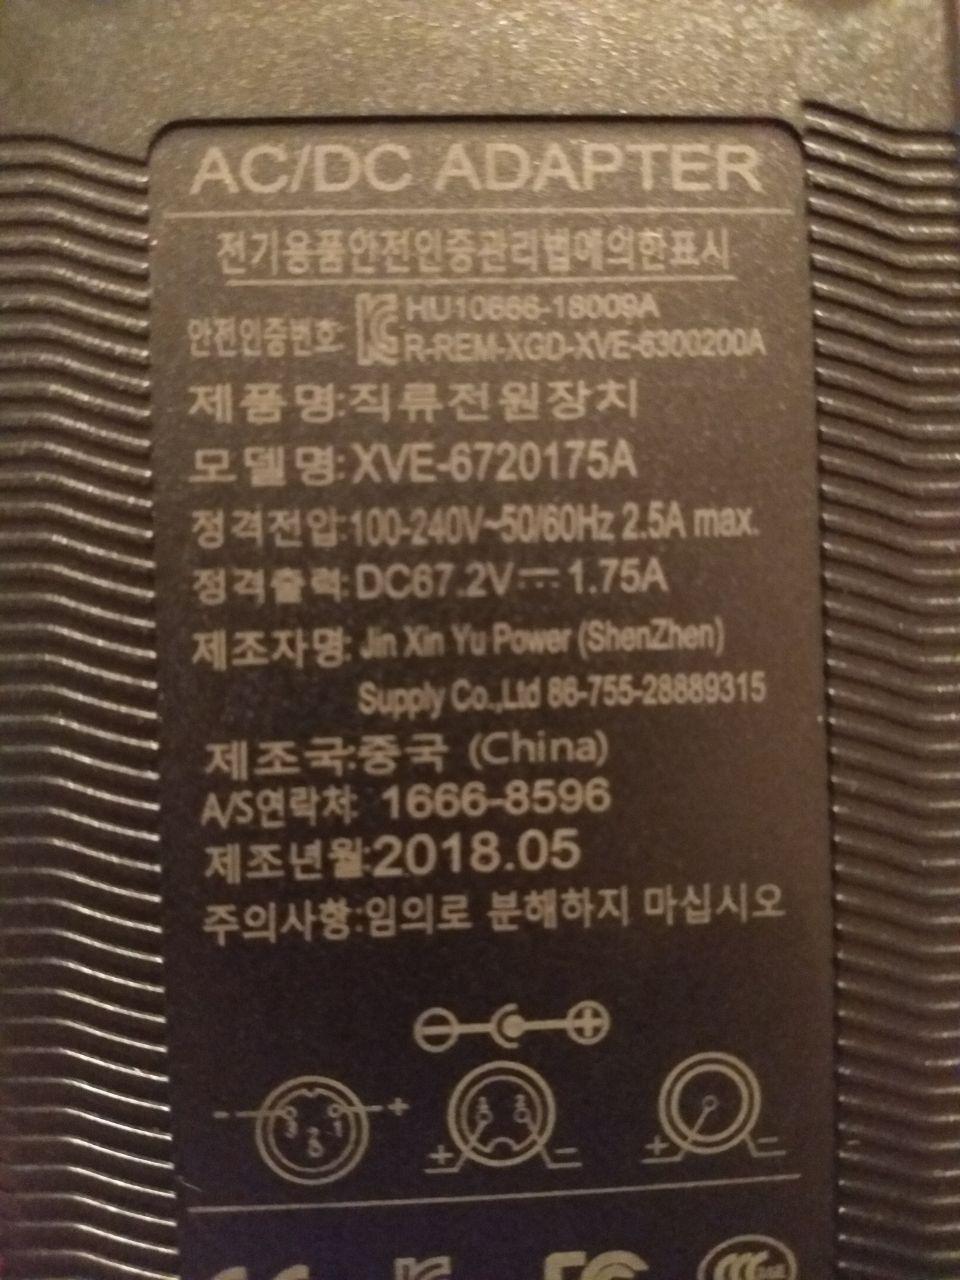 AC/DC ADAPTER
전기용품안전인증관리법에의한표시
안전인증번호: HU10666-18009A
R-REM-XGD-XVE-6300200A
제품명:직류전원장치
모델명:XVE-6720175A
정격전압:100-240V~50/60Hz 2.5A max.
정격출력:DC67.2V⎓1.75A
제조자명: Jin Xin Yu Power (ShenZhen)
Supply Co.,Ltd 86-755-28889315
제조국:중국 (China)
A/S연락처: 1666-8596
제조년월:2018.05
주의사항:임의로 분해하지 마십시오
- +
3 2 1
+ -
+ -